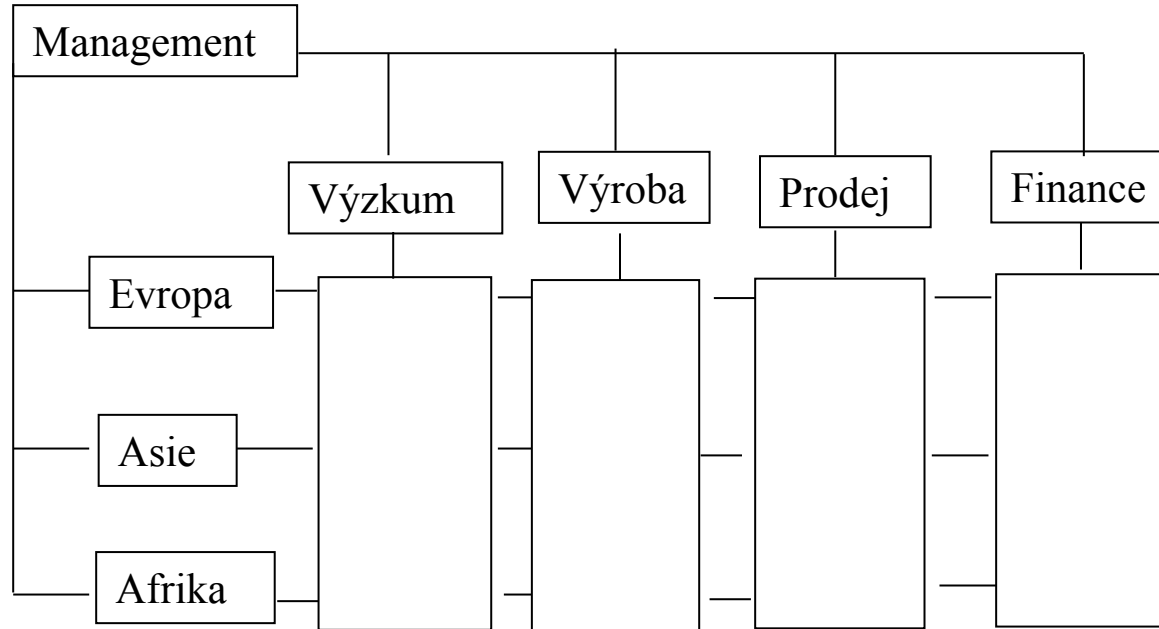 Management
Výzkum
Výroba
Prodej
Finance
Evropa
Asie
Afrika